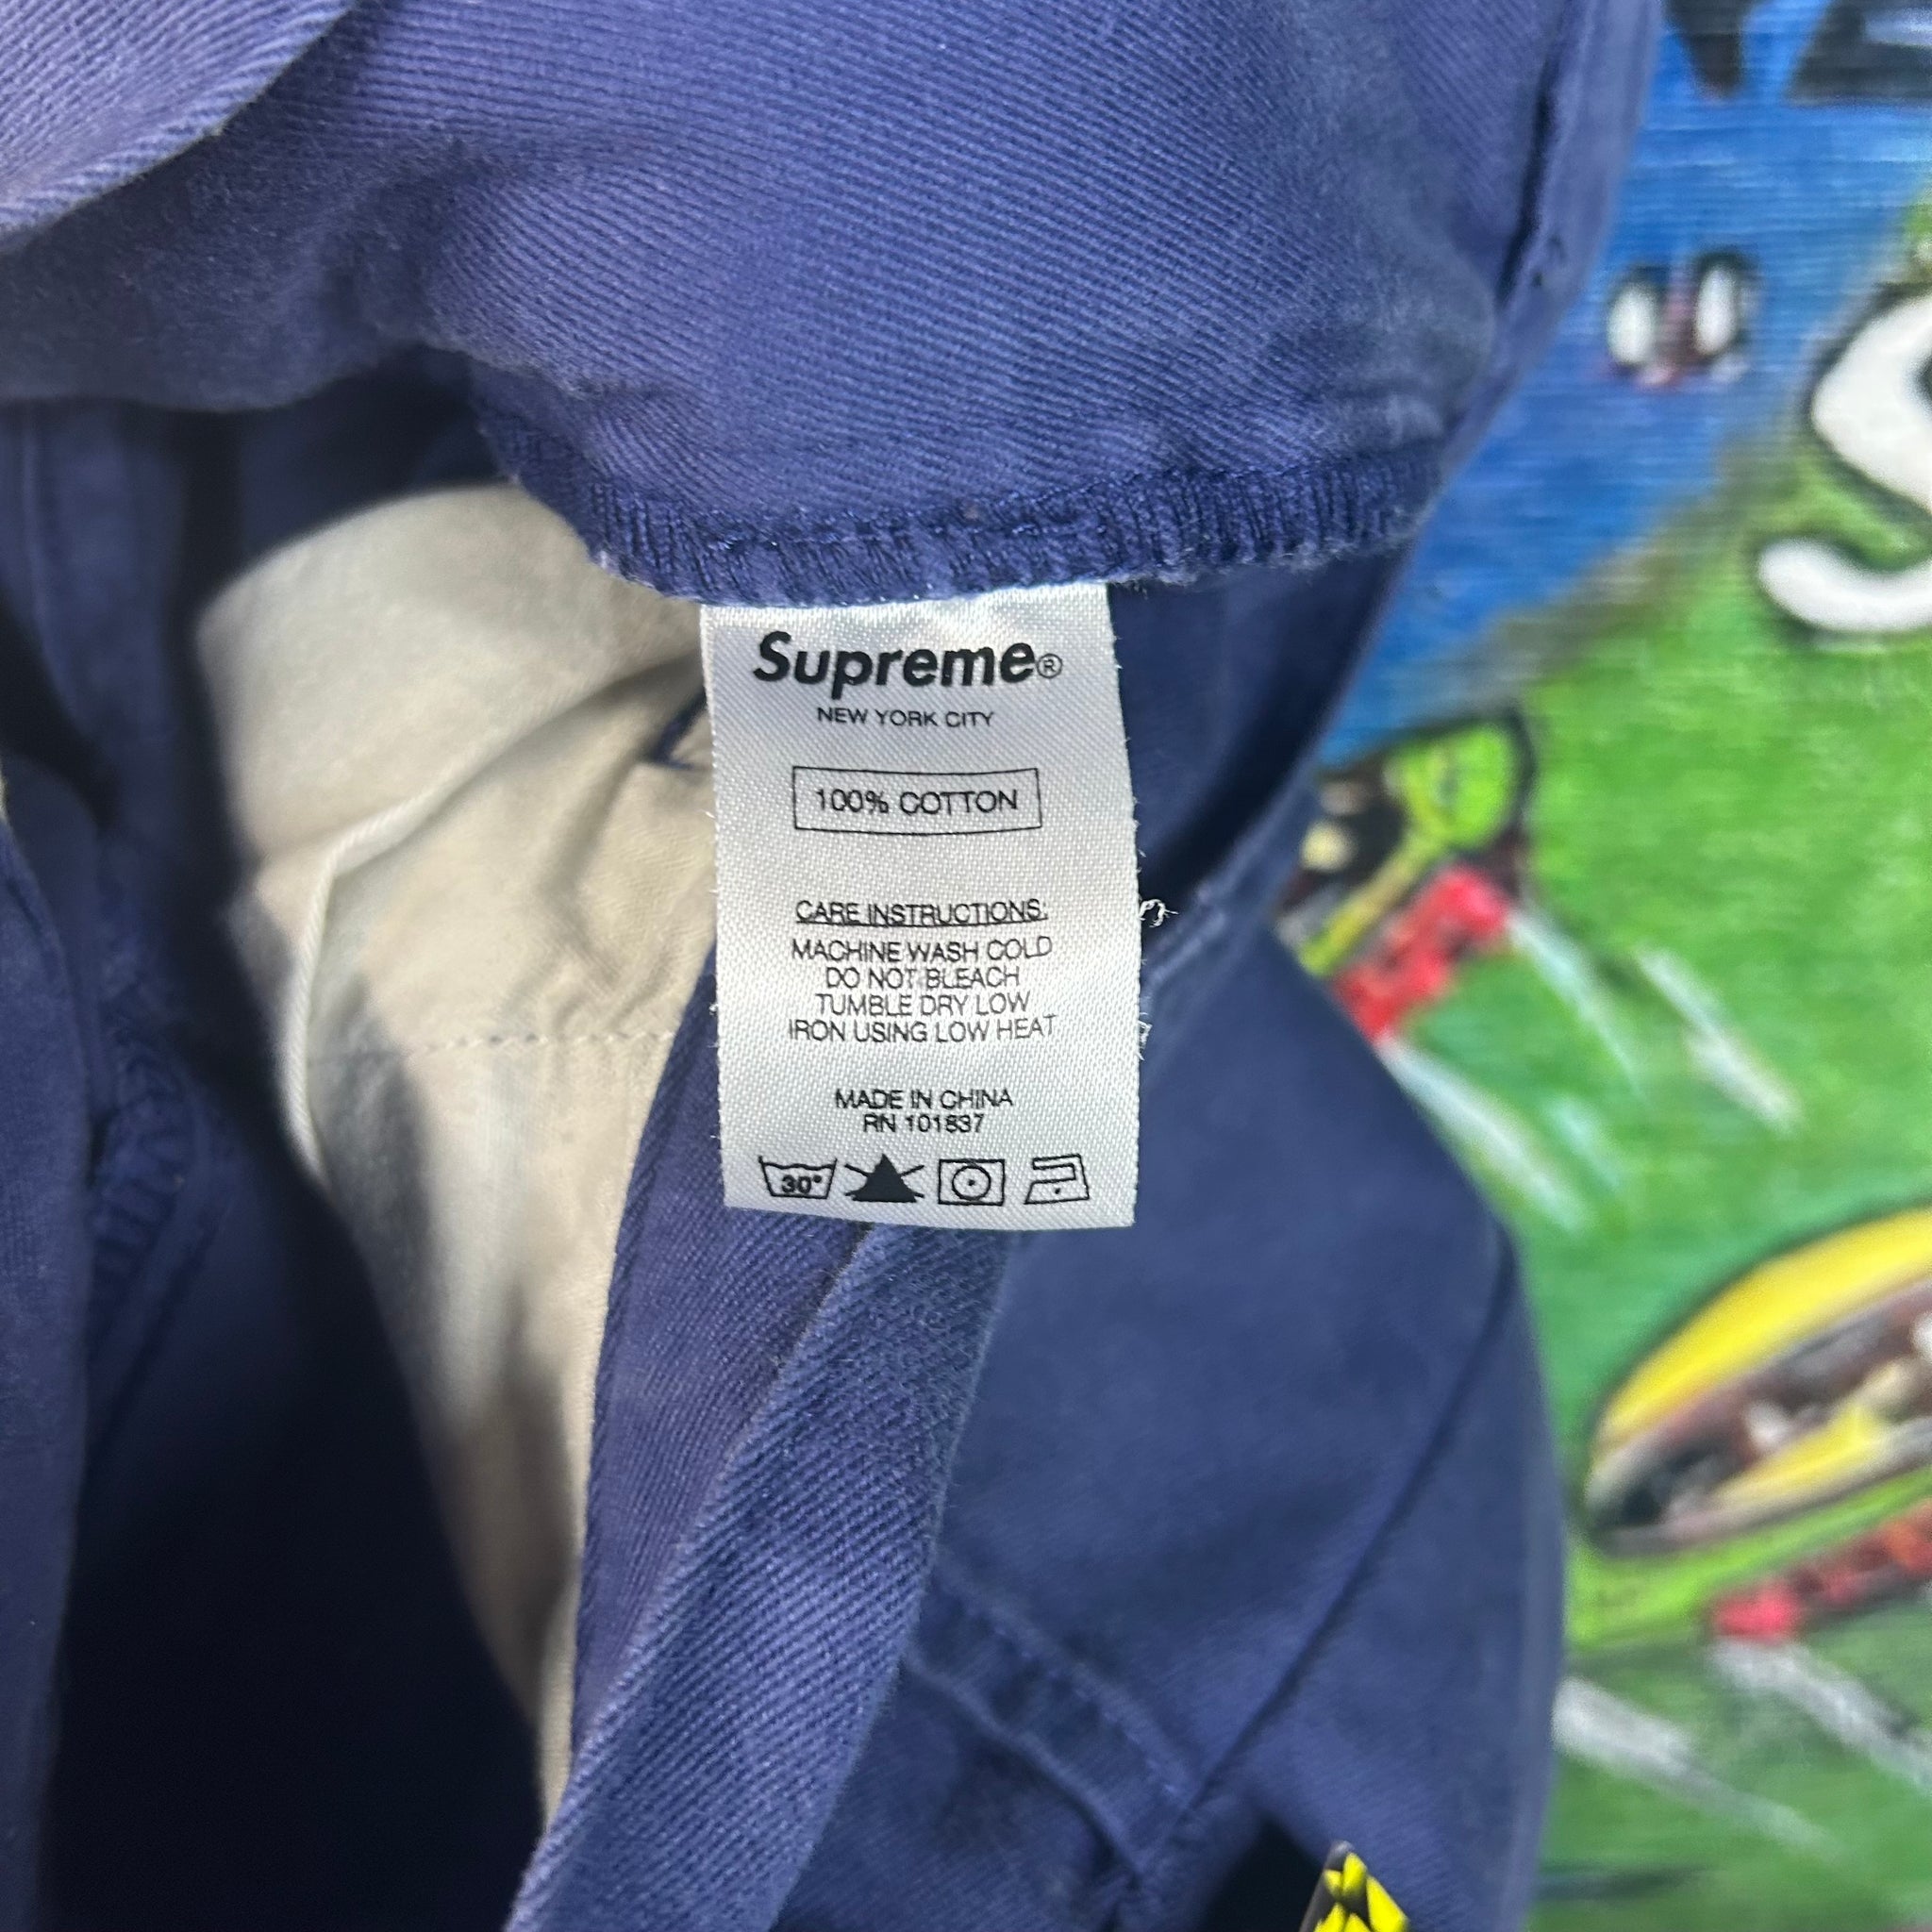 Supreme®
NEW YORK CITY
100% COTTON
CARE INSTRUCTIONS:
MACHINE WASH COLD
DO NOT BLEACH
TUMBLE DRY LOW
IRON USING LOW HEAT
MADE IN CHINA
RN 101837
30°
S